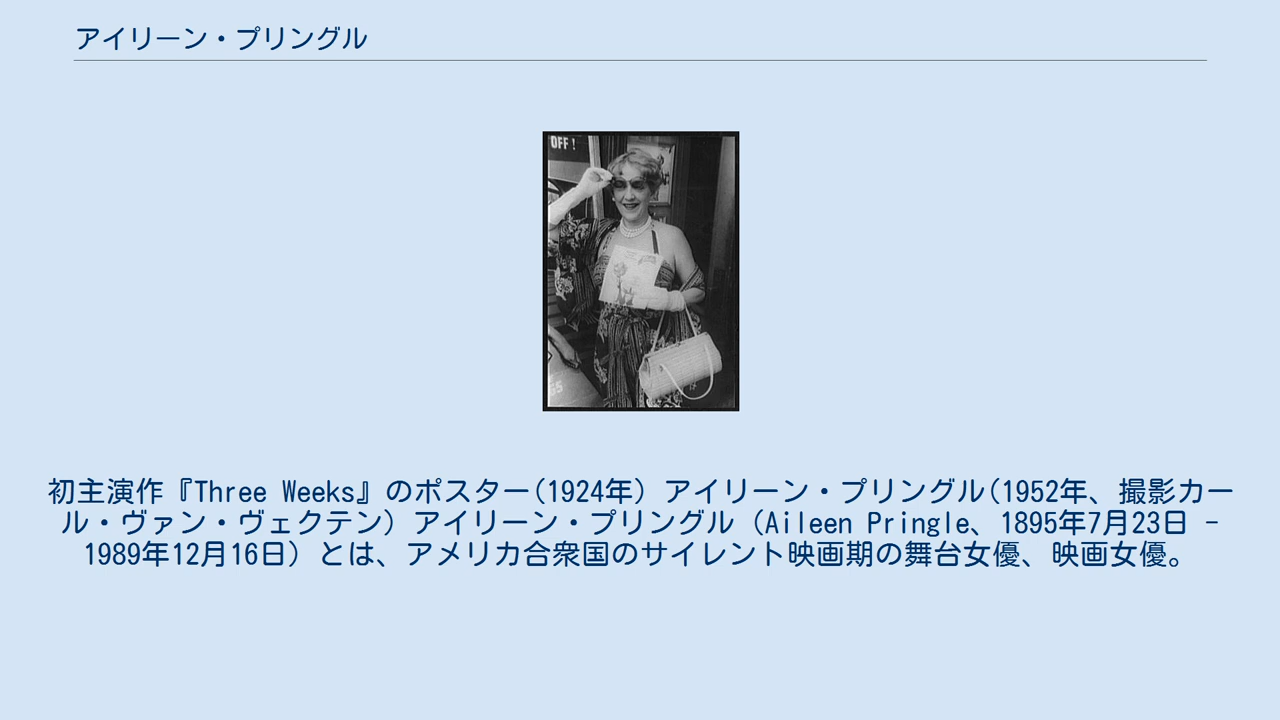 アイリーン・プリングル
OFF!
初主演作『Three Weeks』のポスター(1924年) アイリーン・プリングル(1952年、撮影カー
ル・ヴァン・ヴェクテン) アイリーン・プリングル (Aileen Pringle、1895年7月23日 -
1989年12月16日) とは、アメリカ合衆国のサイレント映画期の舞台女優、映画女優。